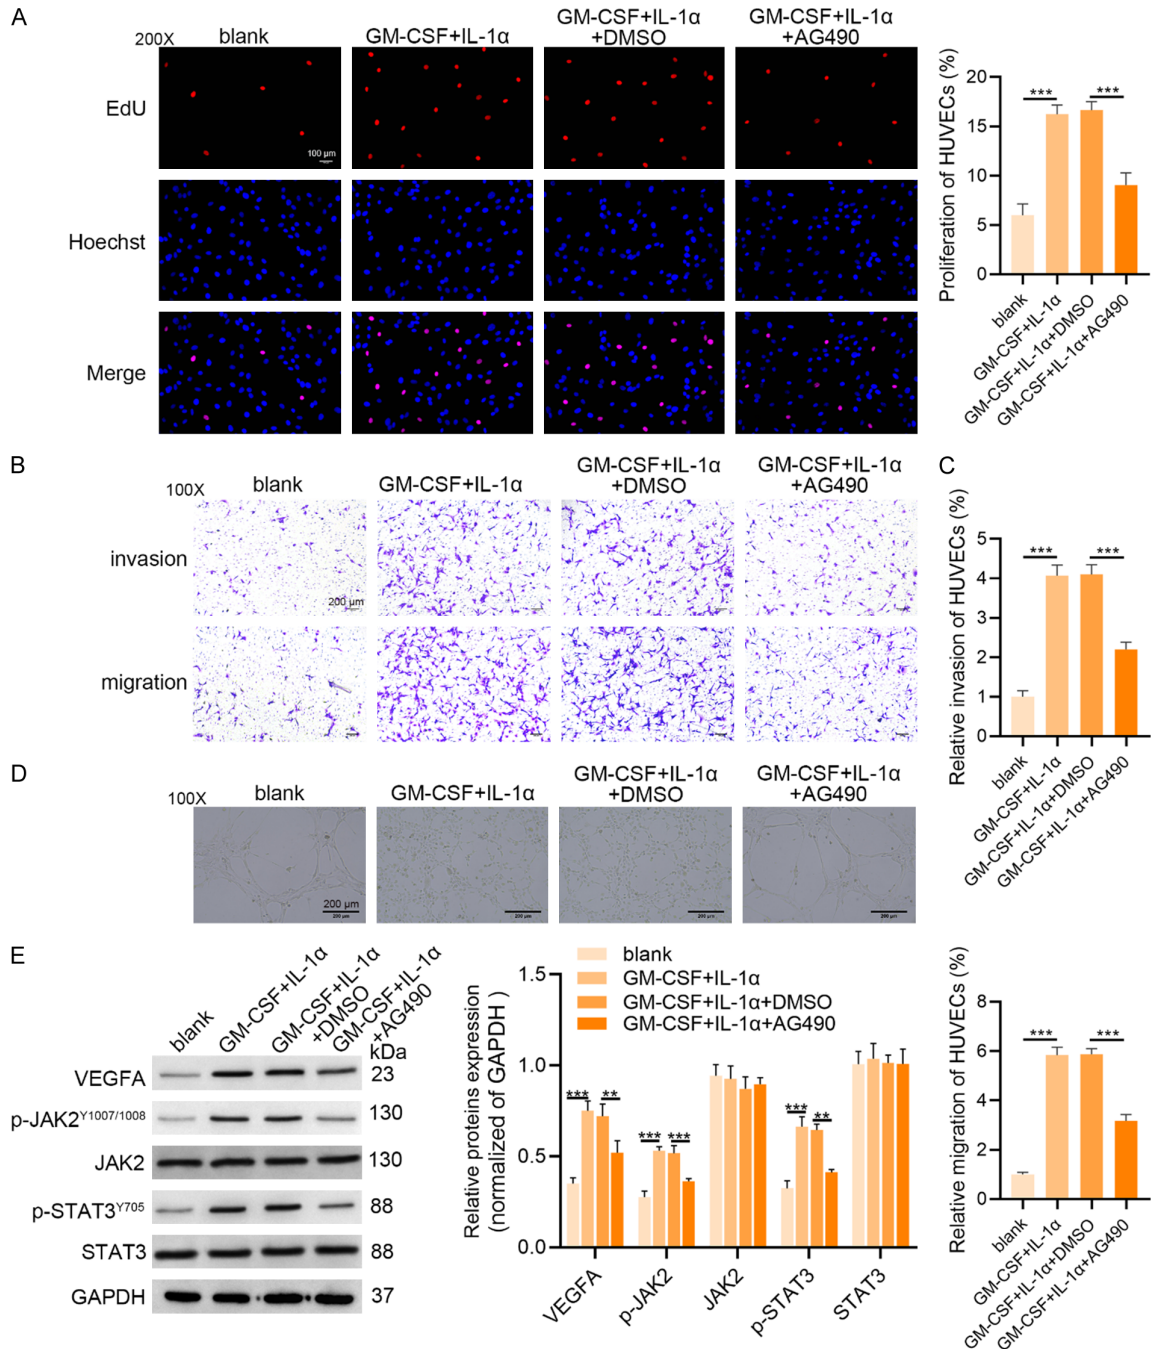 A
200X
blank
GM-CSF+IL-1α
GM-CSF+IL-1α
+DMSO
GM-CSF+IL-1α
+AG490
EdU
100 μm
Hoechst
Merge
Proliferation of HUVECs (%)
20
15
10
5
0
***
***
blank
GM-CSF+IL-1α
GM-CSF+IL-1α+DMSO
GM-CSF+IL-1α+AG490
B
100X
blank
GM-CSF+IL-1α
GM-CSF+IL-1α
+DMSO
GM-CSF+IL-1α
+AG490
invasion
200 μm
migration
C
Relative invasion of HUVECs (%)
5
4
3
2
1
0
***
***
blank
GM-CSF+IL-1α
GM-CSF+IL-1α+DMSO
GM-CSF+IL-1α+AG490
D
100X
blank
GM-CSF+IL-1α
GM-CSF+IL-1α
+DMSO
GM-CSF+IL-1α
+AG490
200 μm
200 μm
200 μm
200 μm
200 μm
E
blank
GM-CSF+IL-1α
GM-CSF+IL-1α
+DMSO
GM-CSF+IL-1α
+AG490
kDa
VEGFA
23
p-JAK2Y1007/1008
130
JAK2
130
p-STAT3Y705
88
STAT3
88
GAPDH
37
Relative proteins expression
(normalized of GAPDH )
1.5
1.0
0.5
0.0
blank
GM-CSF+IL-1α
GM-CSF+IL-1α+DMSO
GM-CSF+IL-1α+AG490
***
**
***
***
***
**
VEGFA
p-JAK2
JAK2
p-STAT3
STAT3
Relative migration of HUVECs (%)
8
6
4
2
0
***
***
blank
GM-CSF+IL-1α
GM-CSF+IL-1α+DMSO
GM-CSF+IL-1α+AG490